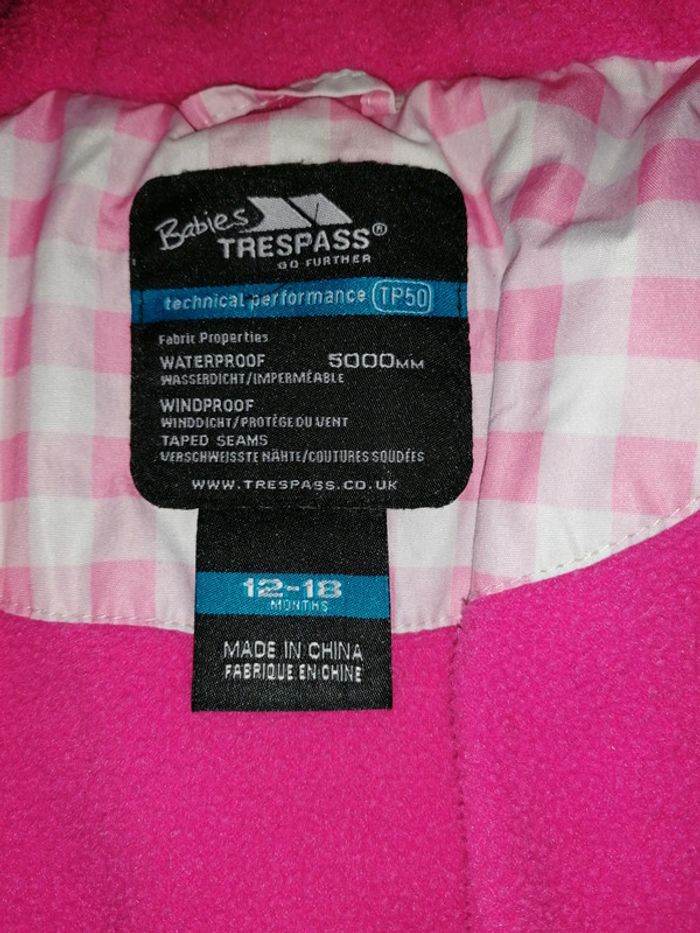 Babies
TRESPASS®
GO FURTHER
technical performance TP50
Fabric Properties
WATERPROOF 5000MM
WASSERDICHT/IMPERMÉABLE
WINDPROOF
WINDDICHT/PROTÈGE DU VENT
TAPED SEAMS
VERSCHWEISSTE NÄHTE/COUTURES SOUDÉES
WWW.TRESPASS.CO.UK
12-18
MONTHS
MADE IN CHINA
FABRIQUE EN CHINE